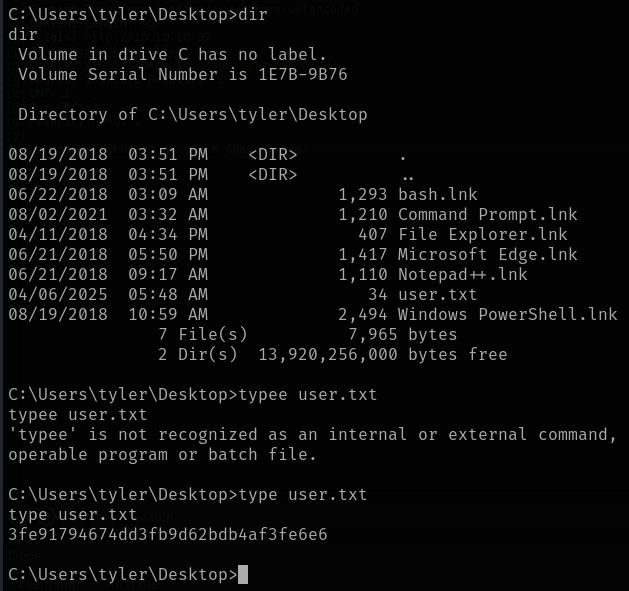 C:\Users\tyler\Desktop>dir
dir
 Volume in drive C has no label.
 Volume Serial Number is 1E7B-9B76

 Directory of C:\Users\tyler\Desktop

08/19/2018  03:51 PM    <DIR>          .
08/19/2018  03:51 PM    <DIR>          ..
06/22/2018  03:09 AM             1,293 bash.lnk
08/02/2021  03:32 AM             1,210 Command Prompt.lnk
04/11/2018  04:34 PM               407 File Explorer.lnk
06/21/2018  05:50 PM             1,417 Microsoft Edge.lnk
06/21/2018  09:17 AM             1,110 Notepad++.lnk
04/06/2025  05:48 AM                34 user.txt
08/19/2018  10:59 AM             2,494 Windows PowerShell.lnk
               7 File(s)          7,965 bytes
               2 Dir(s)  13,920,256,000 bytes free

C:\Users\tyler\Desktop>typee user.txt
typee user.txt
'typee' is not recognized as an internal or external command,
operable program or batch file.

C:\Users\tyler\Desktop>type user.txt
type user.txt
3fe91794674dd3fb9d62bdb4af3fe6e6

C:\Users\tyler\Desktop>